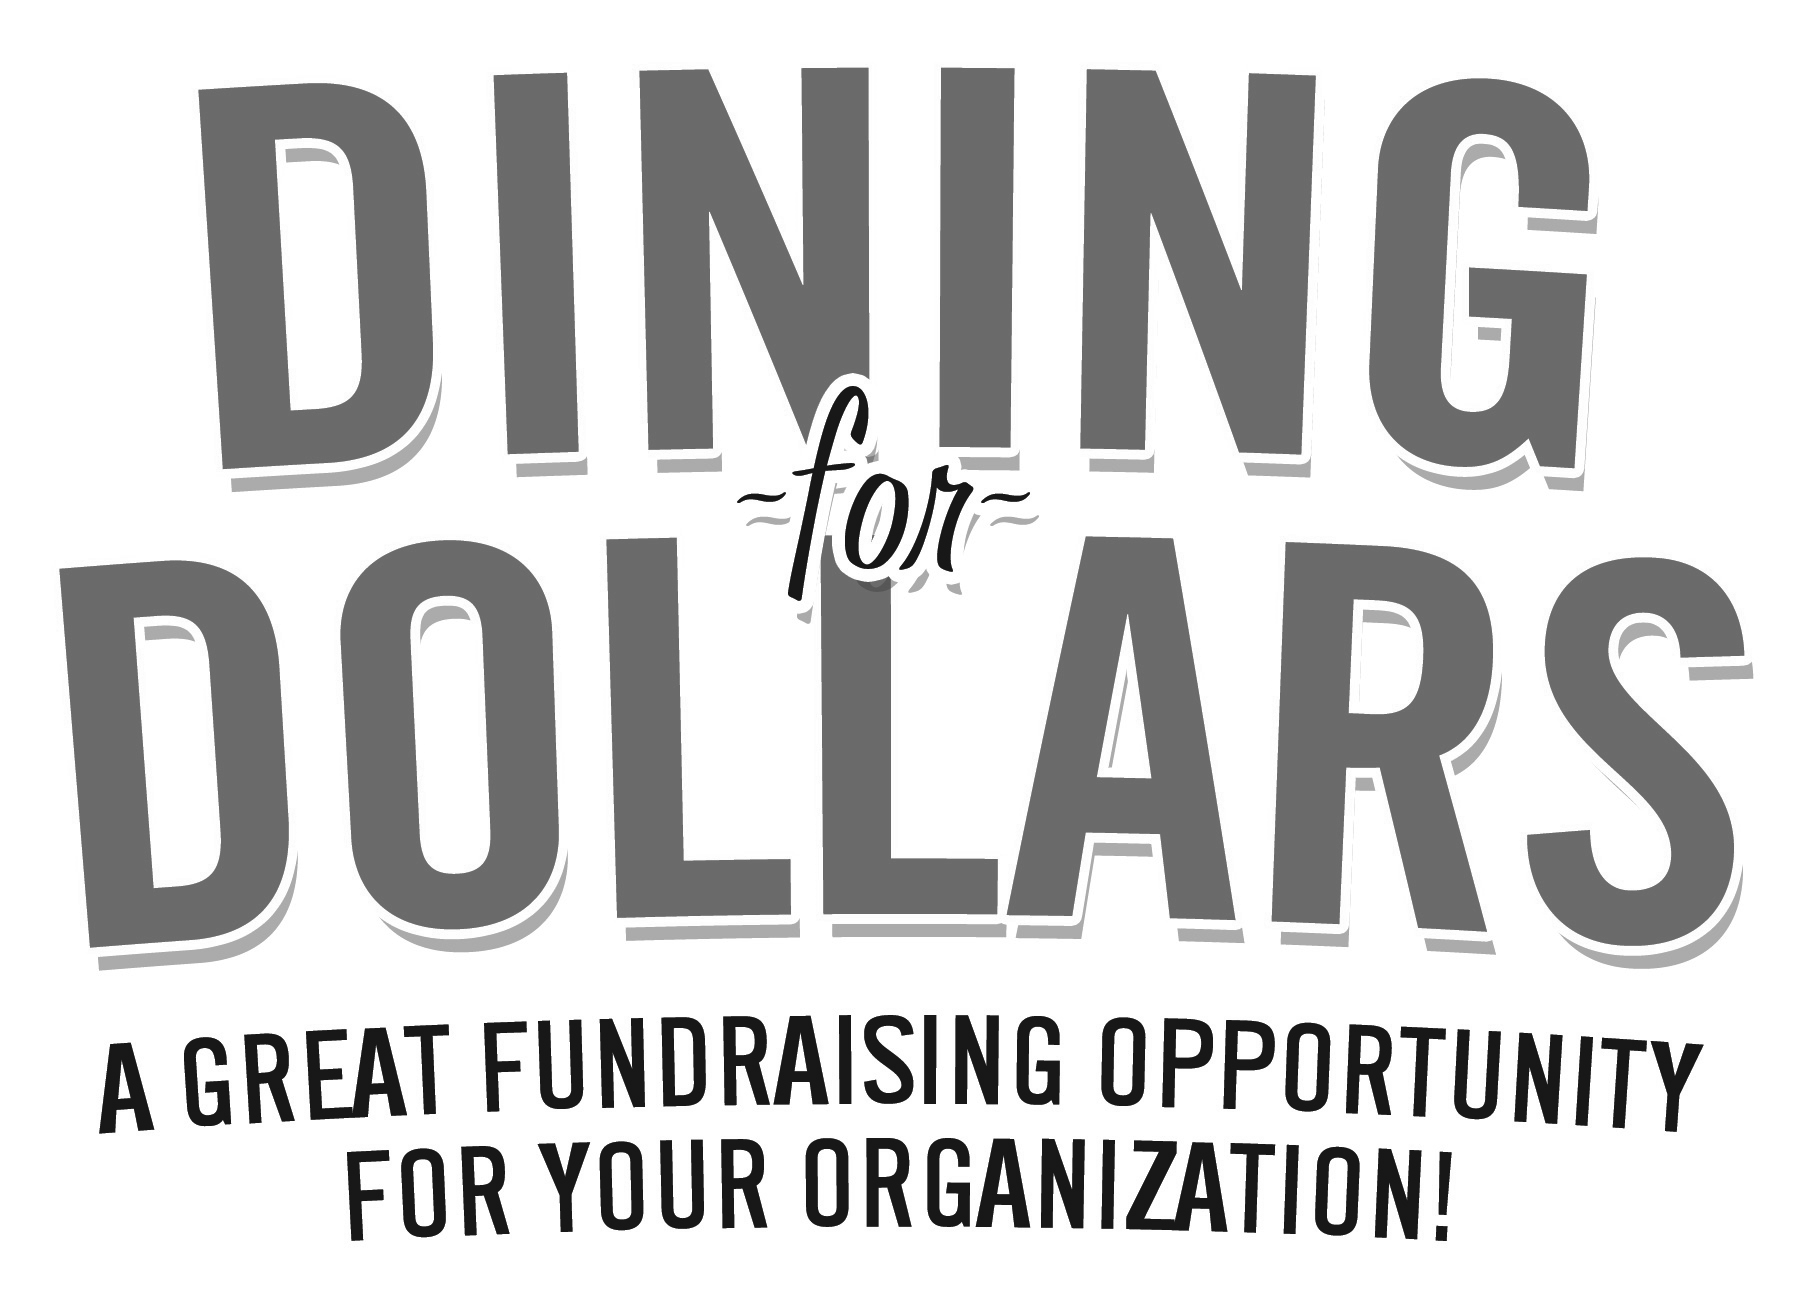 DINING
~for~
DOLLARS
A GREAT FUNDRAISING OPPORTUNITY
FOR YOUR ORGANIZATION!